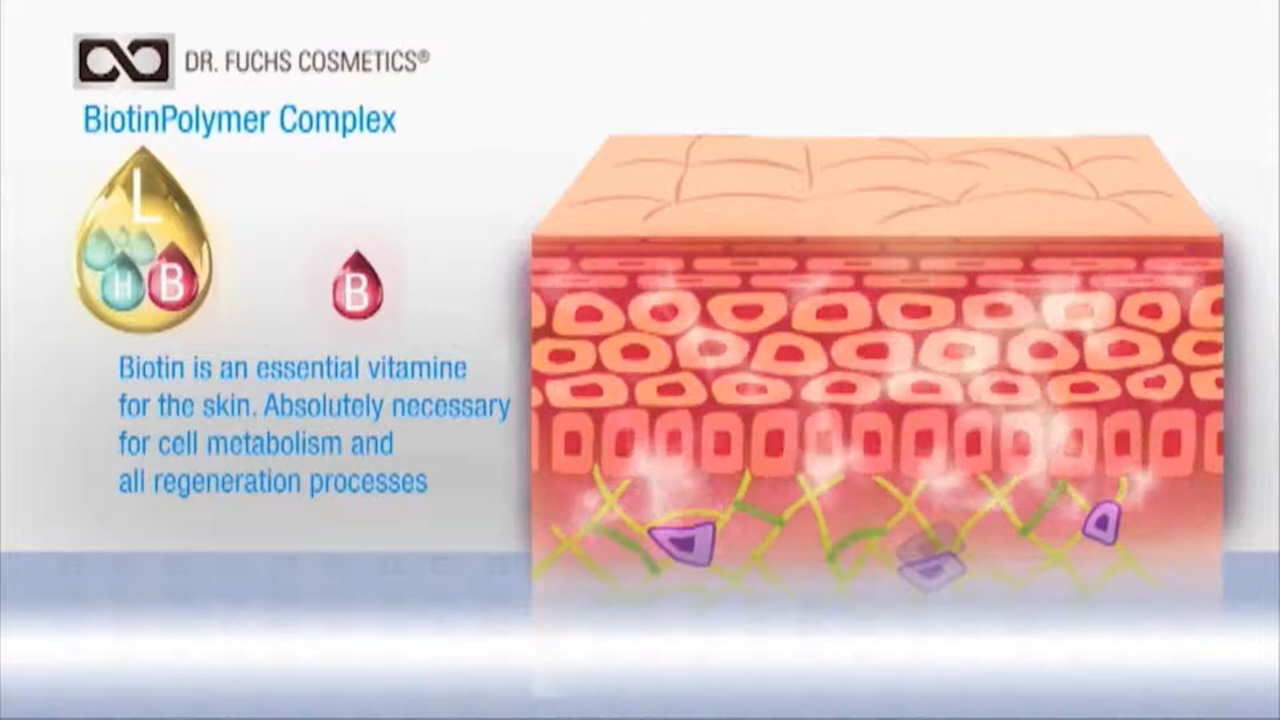 DR. FUCHS COSMETICS®
BiotinPolymer Complex
L
H B
B
Biotin is an essential vitamine
for the skin. Absolutely necessary
for cell metabolism and
all regeneration processes